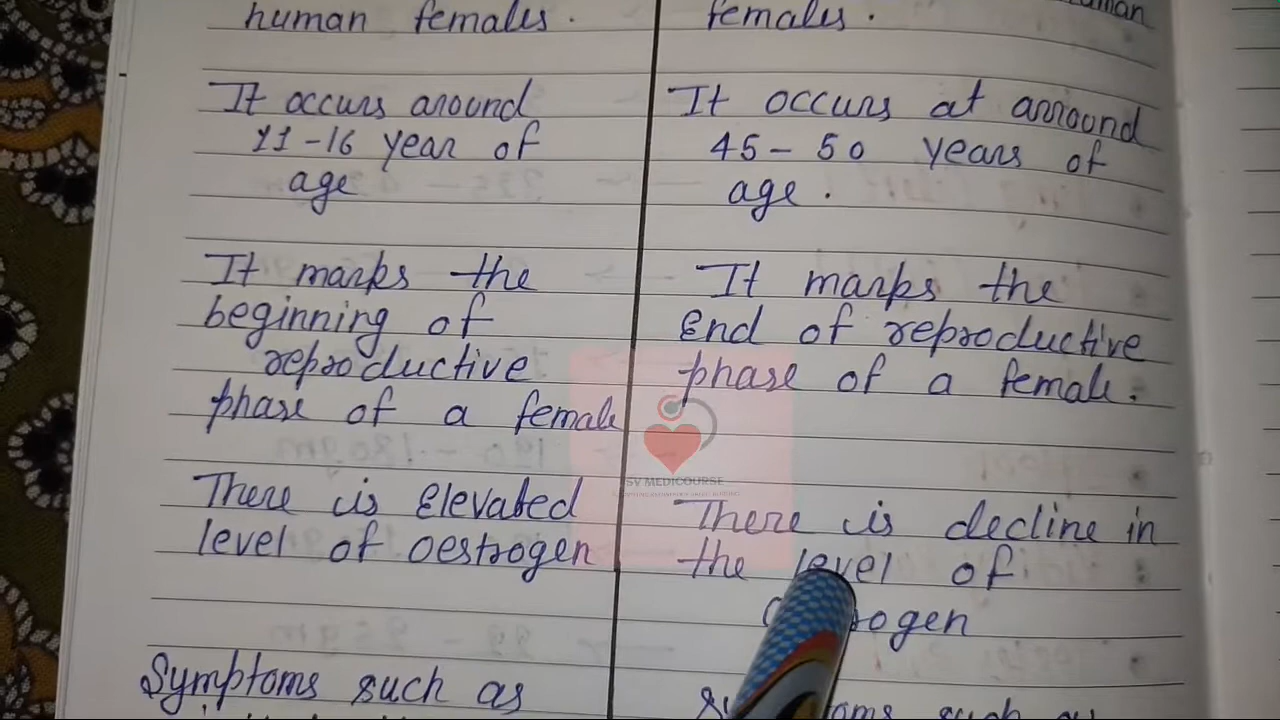 human females.
It occurs around
11-16 year of
age
It marks the
beginning of
reproductive
phase of a female
There is Elevated
level of oestrogen
Symptoms such as
females.
It occurs at arround
45-50 years of
age.
It marks the
End of reproductive
phase of a female.
There is decline in
the level of
SV MEDICOURSE